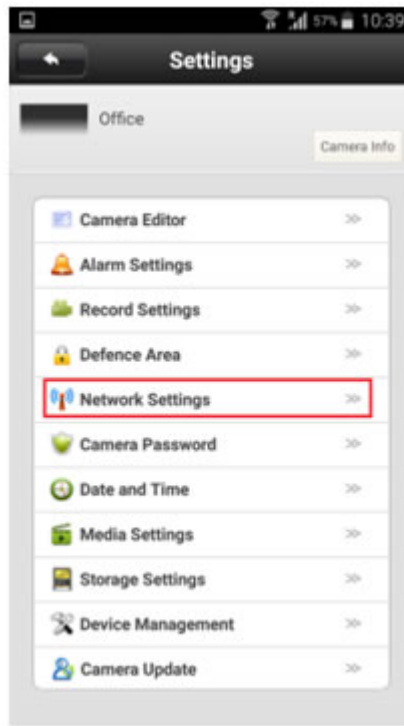 57% 10:39
Settings
Office
Camera Info
Camera Editor
Alarm Settings
Record Settings
Defence Area
Network Settings
Camera Password
Date and Time
Media Settings
Storage Settings
Device Management
Camera Update